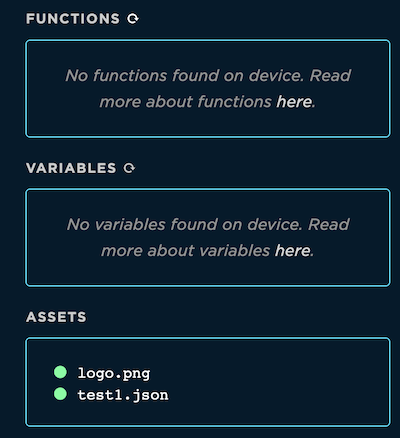 FUNCTIONS
No functions found on device. Read
more about functions here.
VARIABLES
No variables found on device. Read
more about variables here.
ASSETS
logo.png
test1.json